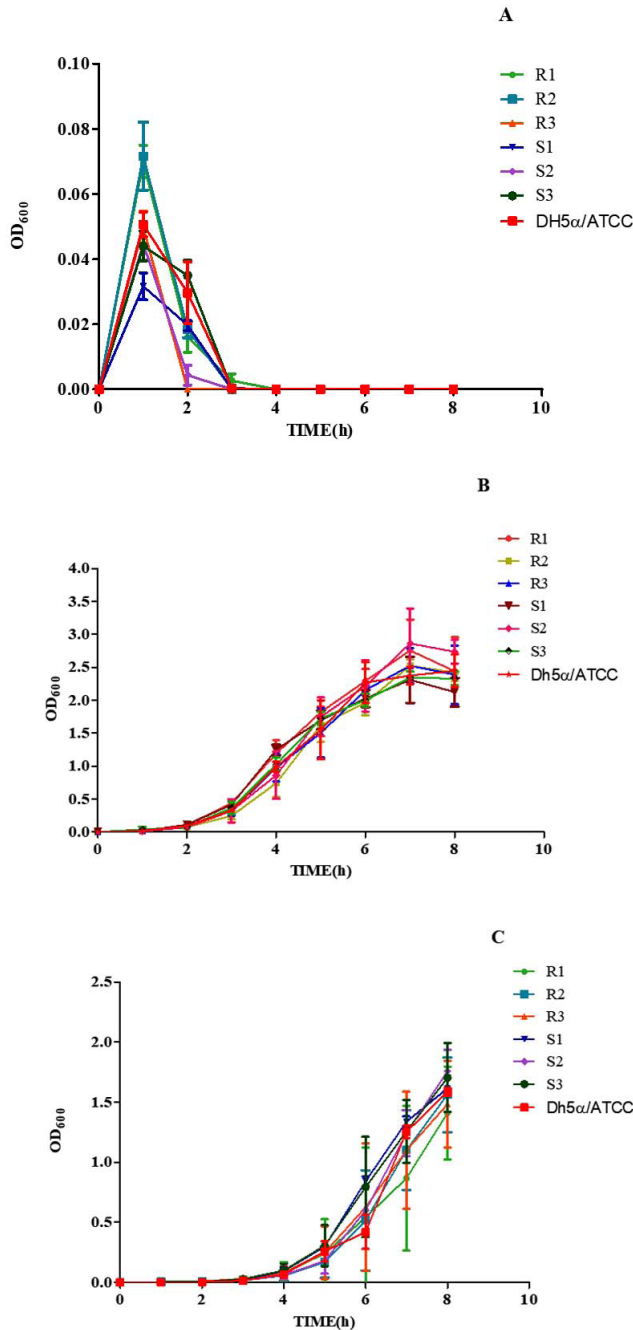 A
0.10
0.08
0.06
0.04
0.02
0.00
OD600
0
2
4
6
8
10
TIME(h)
R1
R2
R3
S1
S2
S3
DH5α/ATCC
B
4.0
3.5
3.0
2.5
2.0
1.5
1.0
0.5
0.0
OD600
0
2
4
6
8
10
TIME(h)
R1
R2
R3
S1
S2
S3
Dh5α/ATCC
C
2.5
2.0
1.5
1.0
0.5
0.0
OD600
0
2
4
6
8
10
TIME(h)
R1
R2
R3
S1
S2
S3
Dh5α/ATCC